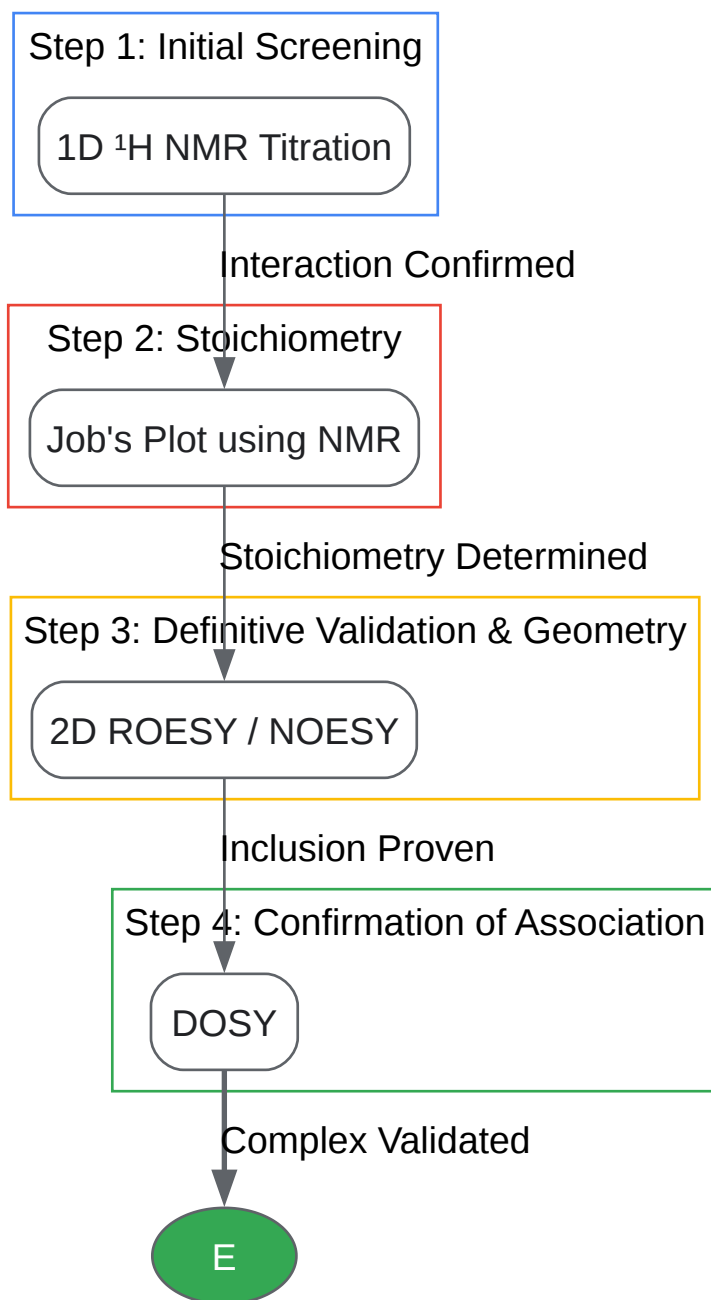 Step 1: Initial Screening
1D ¹H NMR Titration
Interaction Confirmed
Step 2: Stoichiometry
Job's Plot using NMR
Stoichiometry Determined
Step 3: Definitive Validation & Geometry
2D ROESY / NOESY
Inclusion Proven
Step 4: Confirmation of Association
DOSY
Complex Validated
E